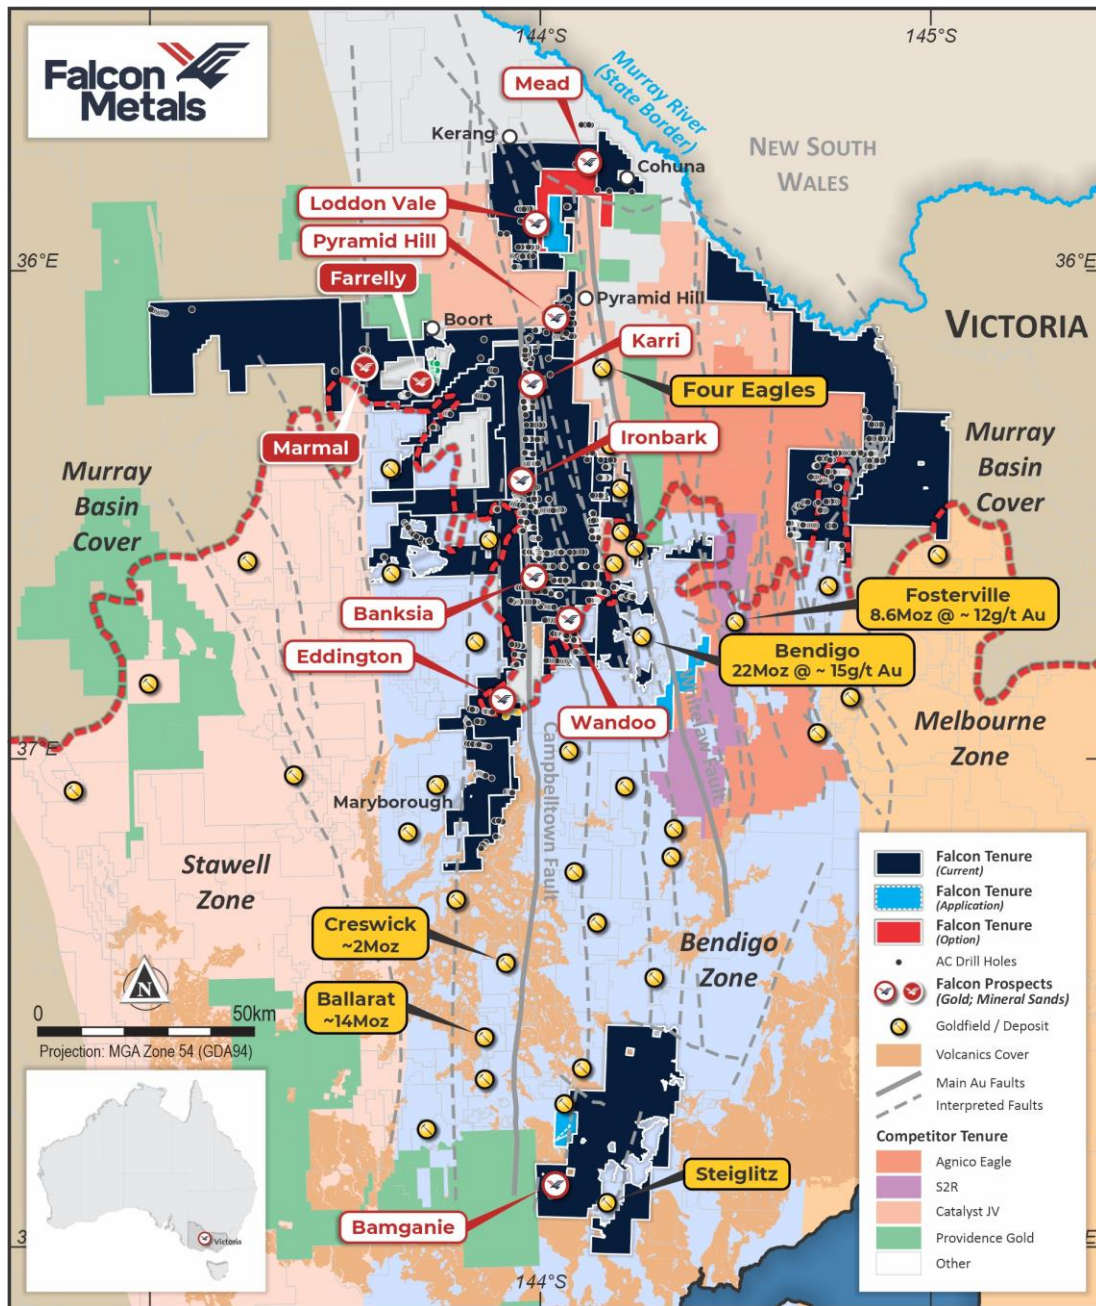 Falcon
Metals
144°S
145°S
Mead
Murray River
(State Border)
Kerang
Cohuna
NEW SOUTH
WALES
Loddon Vale
Pyramid Hill
36°E
36°E
Farrelly
Pyramid Hill
Boort
VICTORIA
Karri
Four Eagles
Marmal
Ironbark
Murray
Basin
Cover
Murray
Basin
Cover
Banksia
Fosterville
8.6Moz @ ~ 12g/t Au
Bendigo
22Moz @ ~ 15g/t Au
Eddington
Wandoo
Whitelaw Fault
Melbourne
Zone
37°E
Campbelltown Fault
Maryborough
Stawell
Zone
Creswick
~2Moz
Bendigo
Zone
N
Ballarat
~14Moz
0 50km
Projection: MGA Zone 54 (GDA94)
Steiglitz
Bamganie
Victoria
144°S
Falcon Tenure
(Current)
Falcon Tenure
(Application)
Falcon Tenure
(Option)
AC Drill Holes
Falcon Prospects
(Gold; Mineral Sands)
Goldfield / Deposit
Volcanics Cover
Main Au Faults
Interpreted Faults
Competitor Tenure
Agnico Eagle
S2R
Catalyst JV
Providence Gold
Other